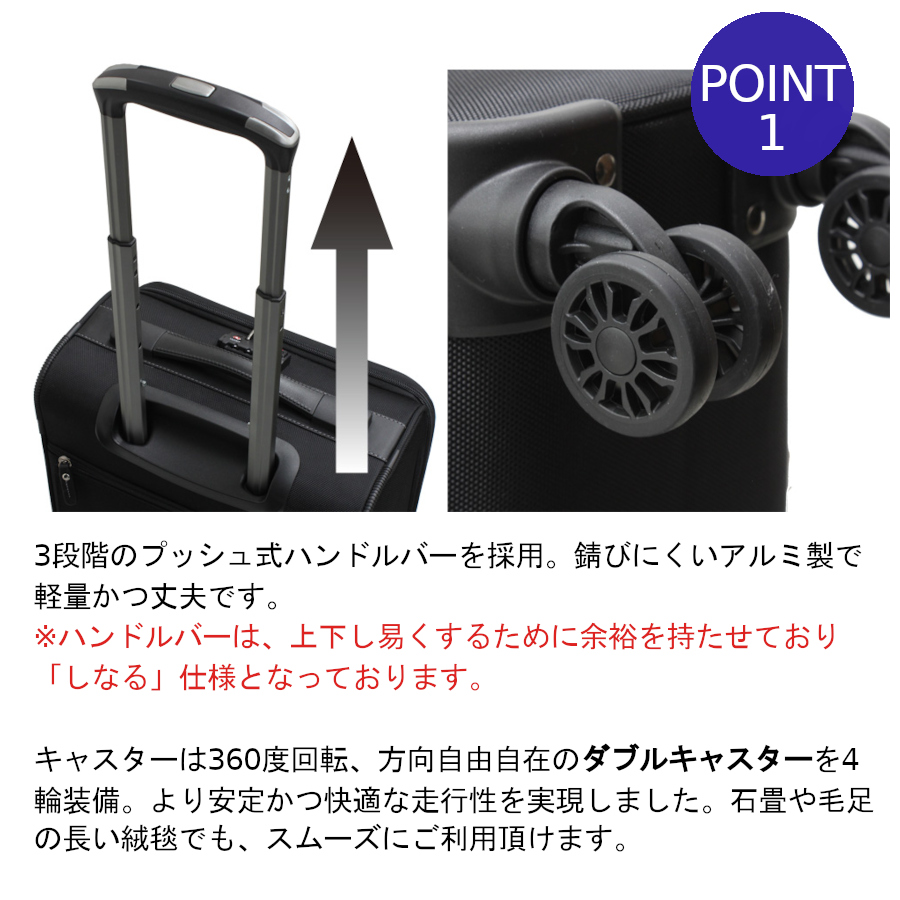 POINT
1
3段階のプッシュ式ハンドルバーを採用。錆びにくいアルミ製で
軽量かつ丈夫です。
※ハンドルバーは、上下し易くするために余裕を持たせており
「しなる」仕様となっております。
キャスターは360度回転、方向自由自在のダブルキャスターを4
輪装備。より安定かつ快適な走行性を実現しました。石畳や毛足
の長い絨毯でも、スムーズにご利用頂けます。